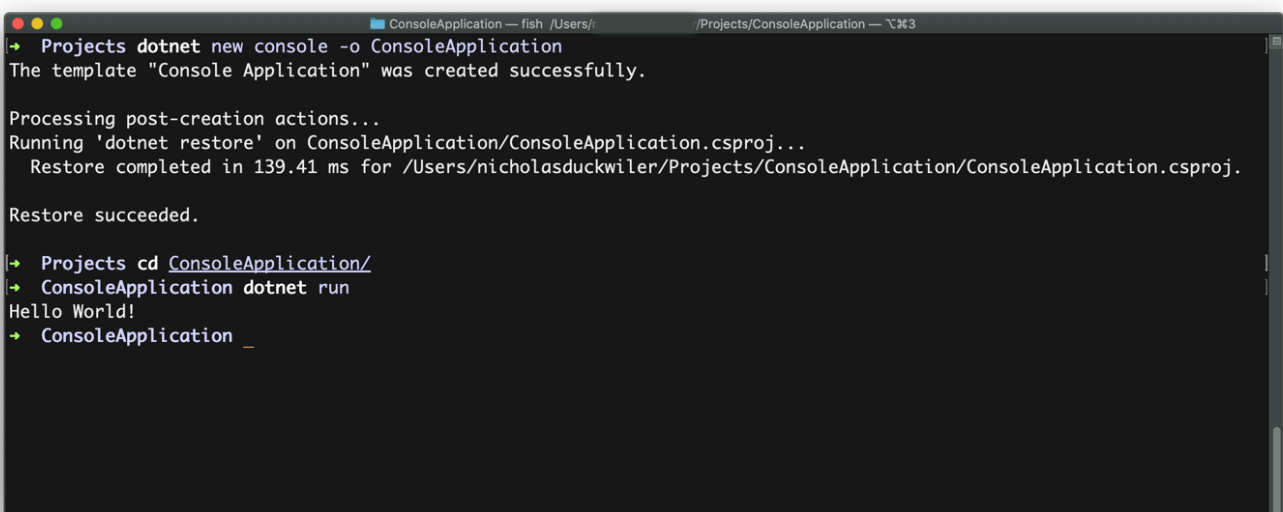 ConsoleApplication — fish /Users/ /Projects/ConsoleApplication — ⌥⌘3
➜ Projects dotnet new console -o ConsoleApplication
The template "Console Application" was created successfully.
Processing post-creation actions...
Running 'dotnet restore' on ConsoleApplication/ConsoleApplication.csproj...
Restore completed in 139.41 ms for /Users/nicholasduckwiler/Projects/ConsoleApplication/ConsoleApplication.csproj.
Restore succeeded.
➜ Projects cd ConsoleApplication/
➜ ConsoleApplication dotnet run
Hello World!
➜ ConsoleApplication _